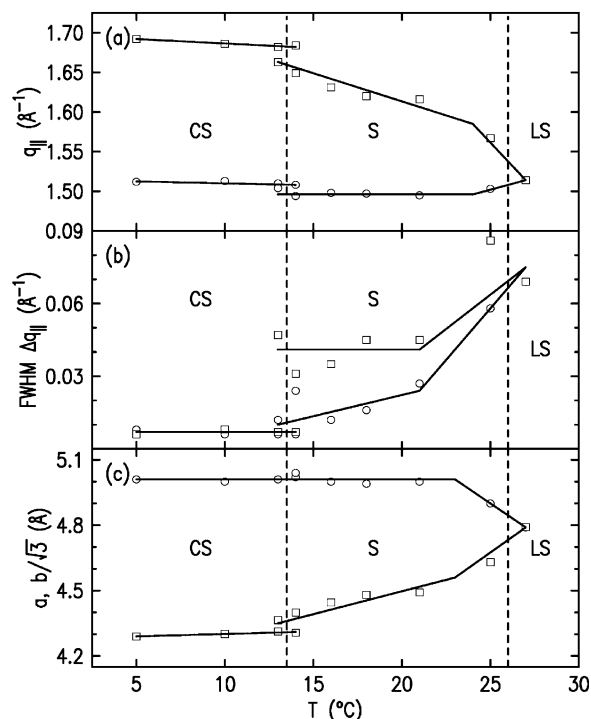 (a)
1.70
1.65
1.60
1.55
1.50
q∥ (Å⁻¹)
CS
S
LS
(b)
0.09
0.06
0.03
FWHM Δq∥ (Å⁻¹)
CS
S
LS
(c)
5.1
4.8
4.5
4.2
a, b/√3 (Å)
CS
S
LS
5
10
15
20
25
30
T (°C)